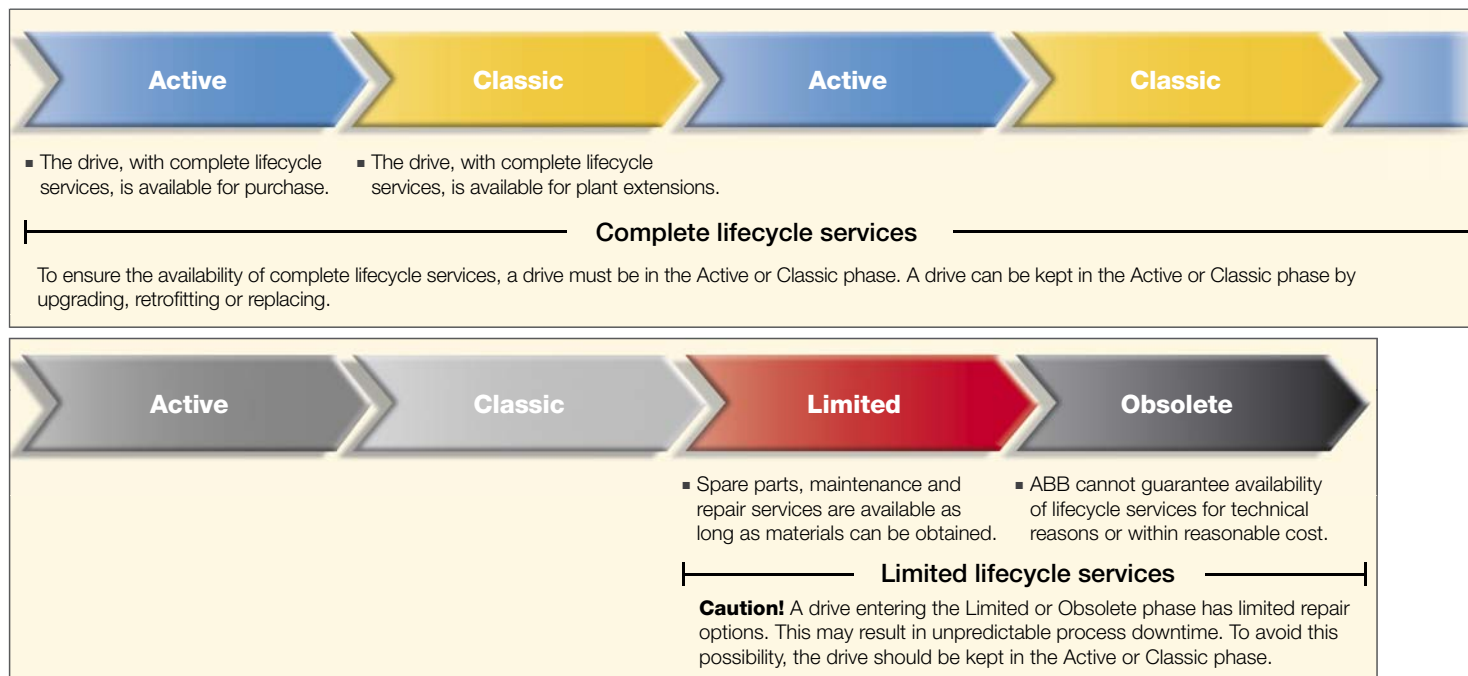 Active
Classic
Active
Classic
▪ The drive, with complete lifecycle
services, is available for purchase.
▪ The drive, with complete lifecycle
services, is available for plant extensions.
Complete lifecycle services
To ensure the availability of complete lifecycle services, a drive must be in the Active or Classic phase. A drive can be kept in the Active or Classic phase by
upgrading, retrofitting or replacing.
Active
Classic
Limited
Obsolete
▪ Spare parts, maintenance and
repair services are available as
long as materials can be obtained.
▪ ABB cannot guarantee availability
of lifecycle services for technical
reasons or within reasonable cost.
Limited lifecycle services
Caution! A drive entering the Limited or Obsolete phase has limited repair
options. This may result in unpredictable process downtime. To avoid this
possibility, the drive should be kept in the Active or Classic phase.